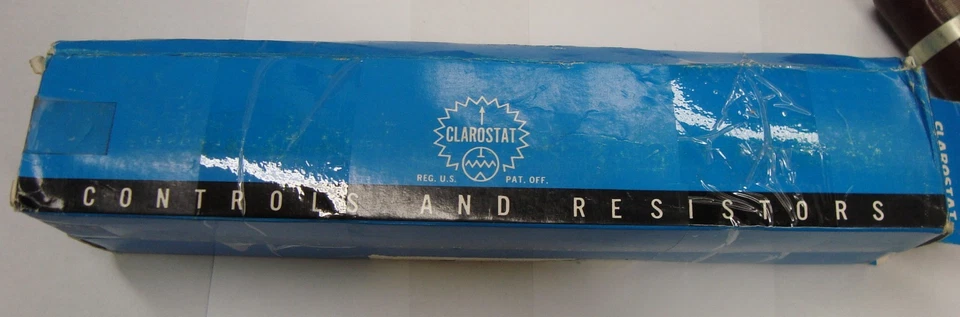 CLAROSTAT
REG. U.S. PAT. OFF.
CONTROLS AND RESISTORS
CLAROSTAT